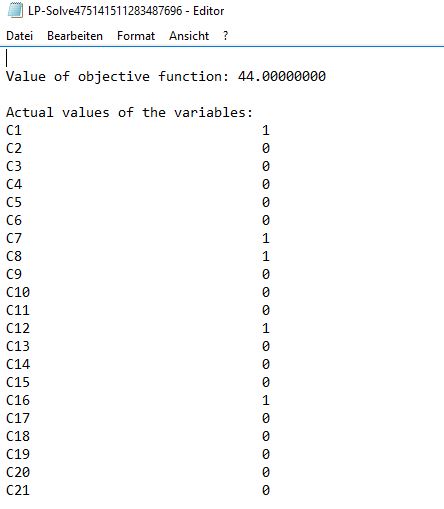 LP-Solve475141511283487696 - Editor
Datei Bearbeiten Format Ansicht ?
Value of objective function: 44.00000000
Actual values of the variables:
C1 1
C2 0
C3 0
C4 0
C5 0
C6 0
C7 1
C8 1
C9 0
C10 0
C11 0
C12 1
C13 0
C14 0
C15 0
C16 1
C17 0
C18 0
C19 0
C20 0
C21 0